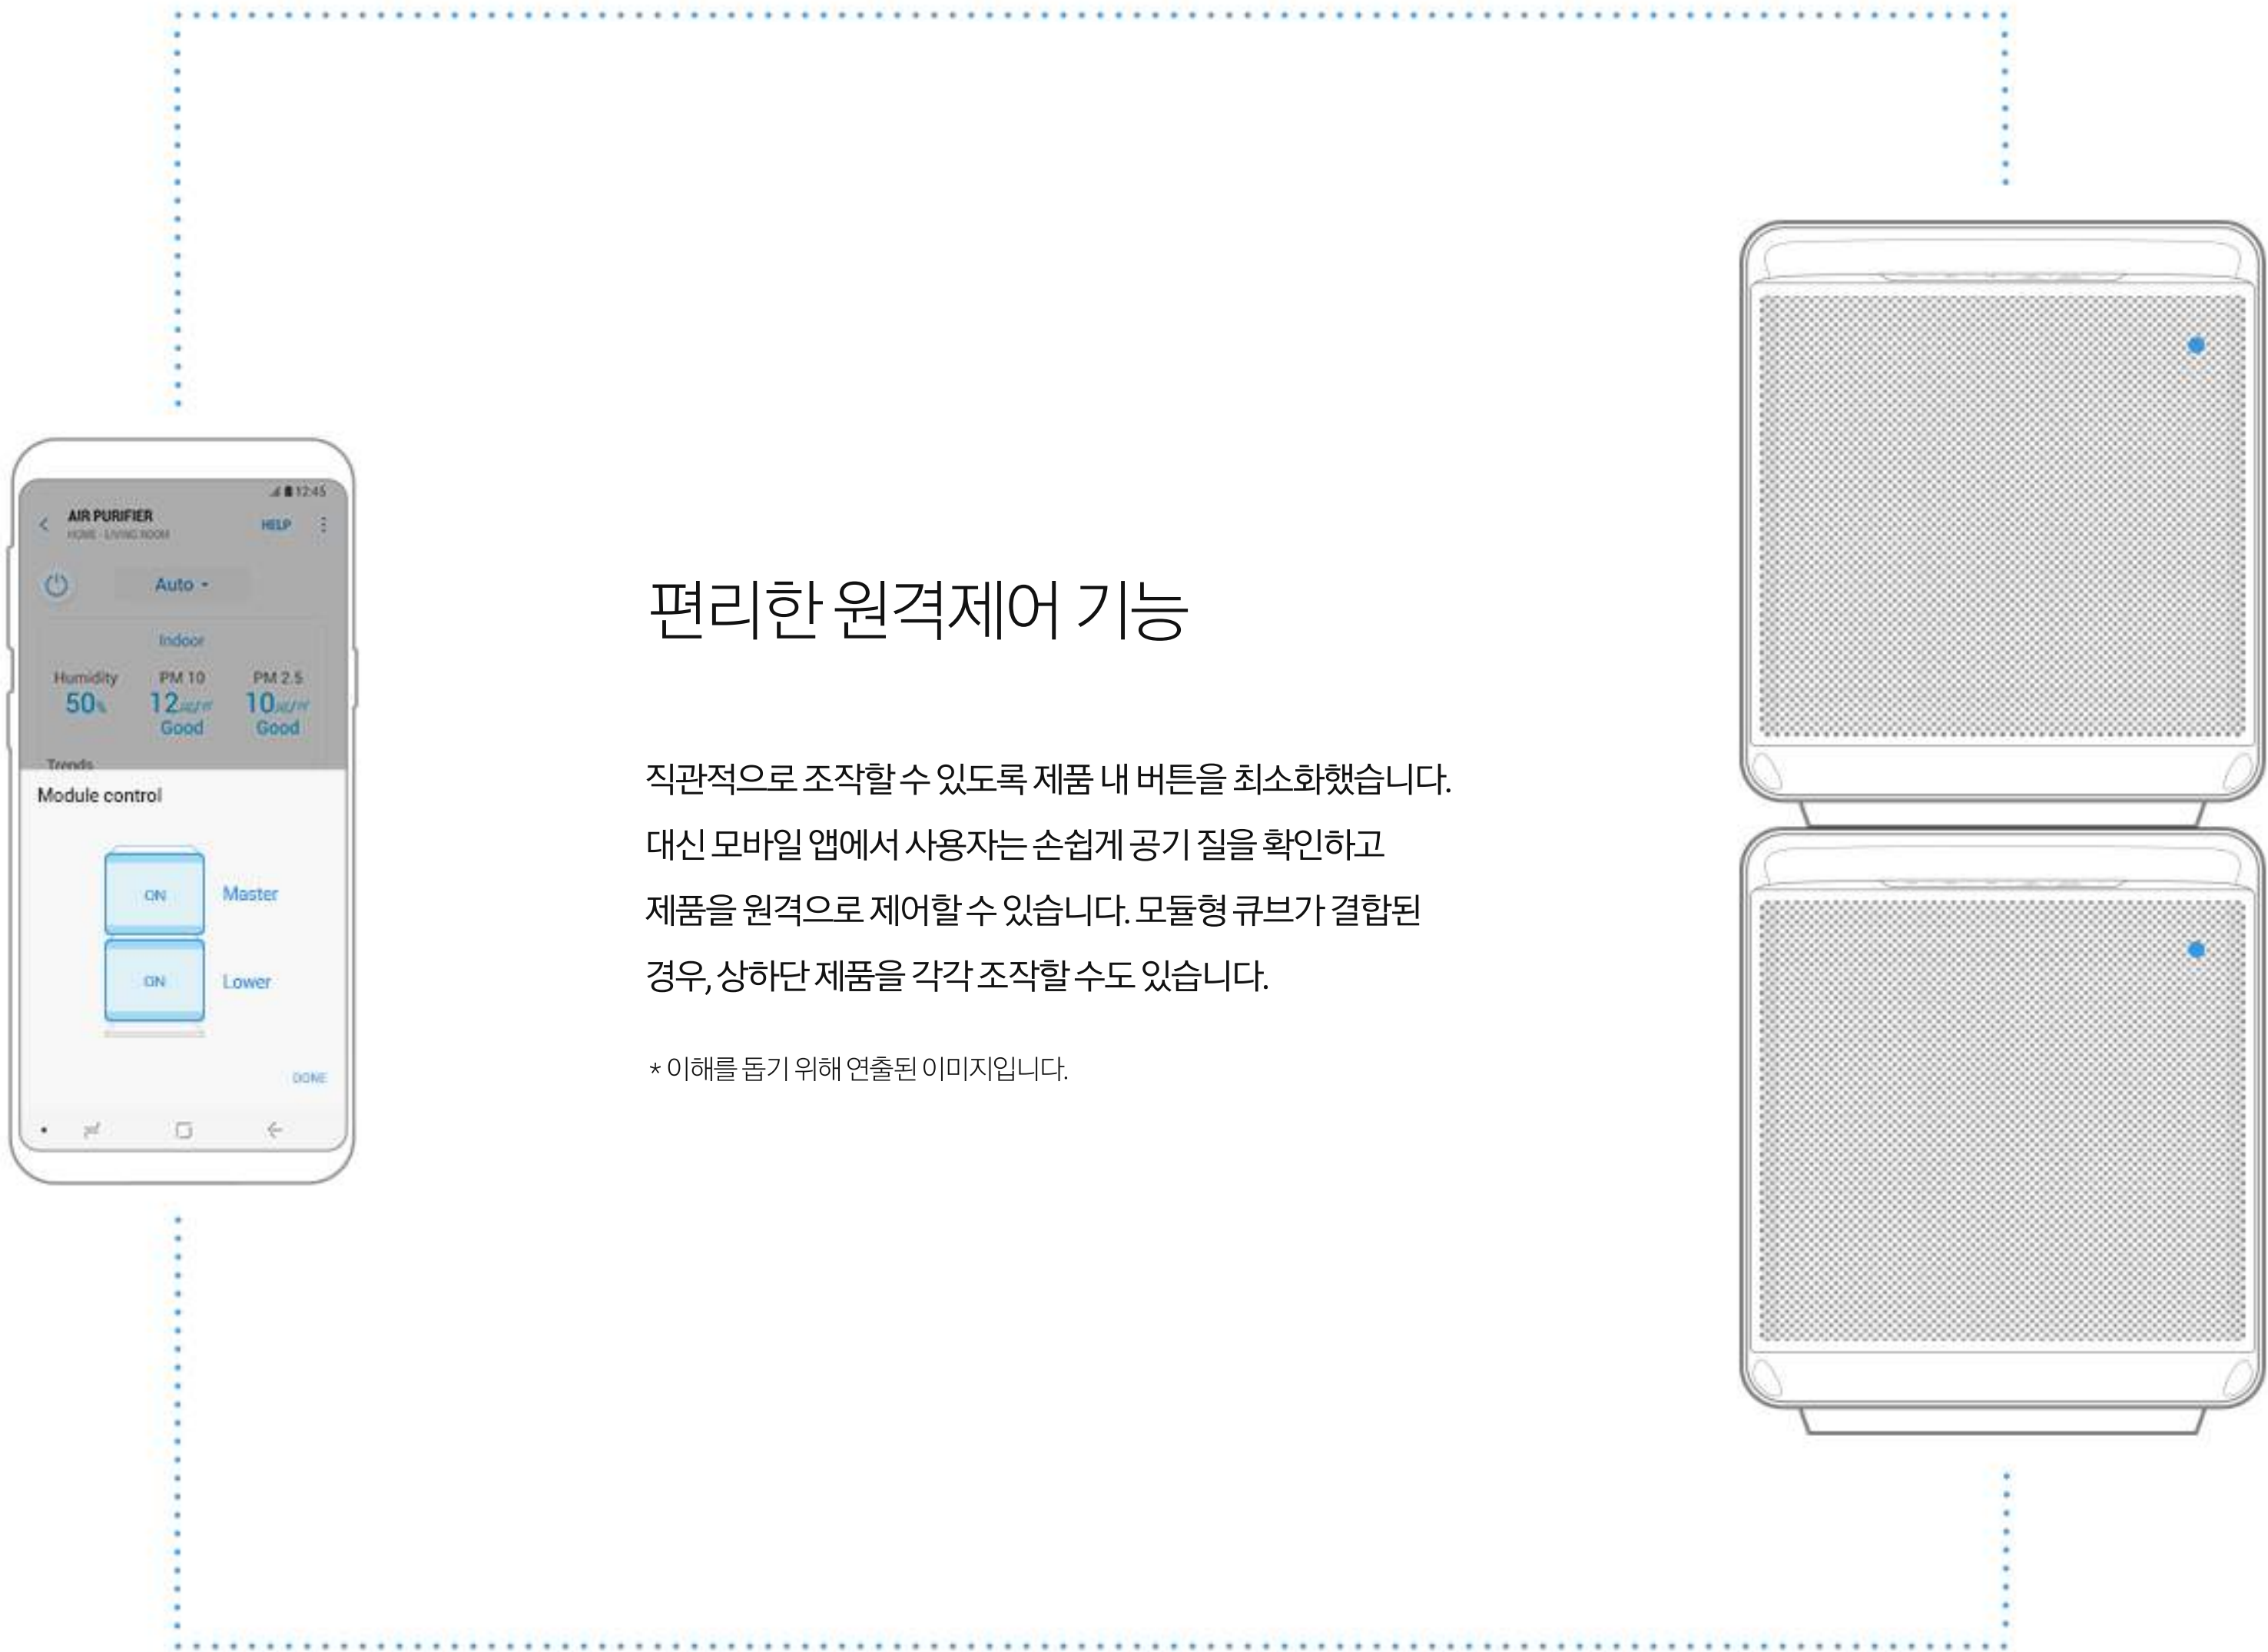 12:45
AIR PURIFIER
HELP
HOME - LIVING ROOM
Auto
Indoor
Humidity PM 10 PM 2.5
50% 12 10
Good Good
Trends
Module control
ON Master
ON Lower
DONE
편리한 원격제어 기능
직관적으로 조작할 수 있도록 제품 내 버튼을 최소화했습니다.
대신 모바일 앱에서 사용자는 손쉽게 공기 질을 확인하고
제품을 원격으로 제어할 수 있습니다. 모듈형 큐브가 결합된
경우, 상하단 제품을 각각 조작할 수도 있습니다.
* 이해를 돕기 위해 연출된 이미지입니다.